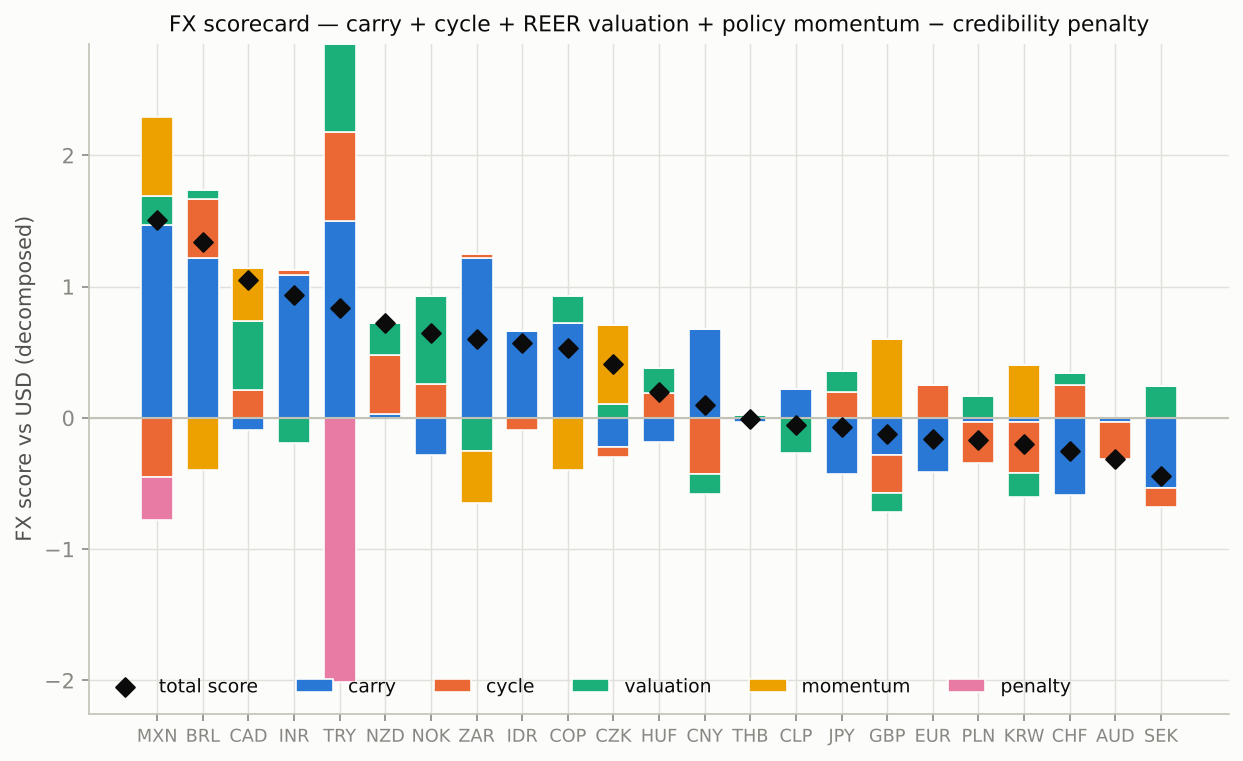 FX scorecard — carry + cycle + REER valuation + policy momentum − credibility penalty
FX score vs USD (decomposed)
2
1
0
−1
−2
total score carry cycle valuation momentum penalty
MXN BRL CAD INR TRY NZD NOK ZAR IDR COP CZK HUF CNY THB CLP JPY GBP EUR PLN KRW CHF AUD SEK